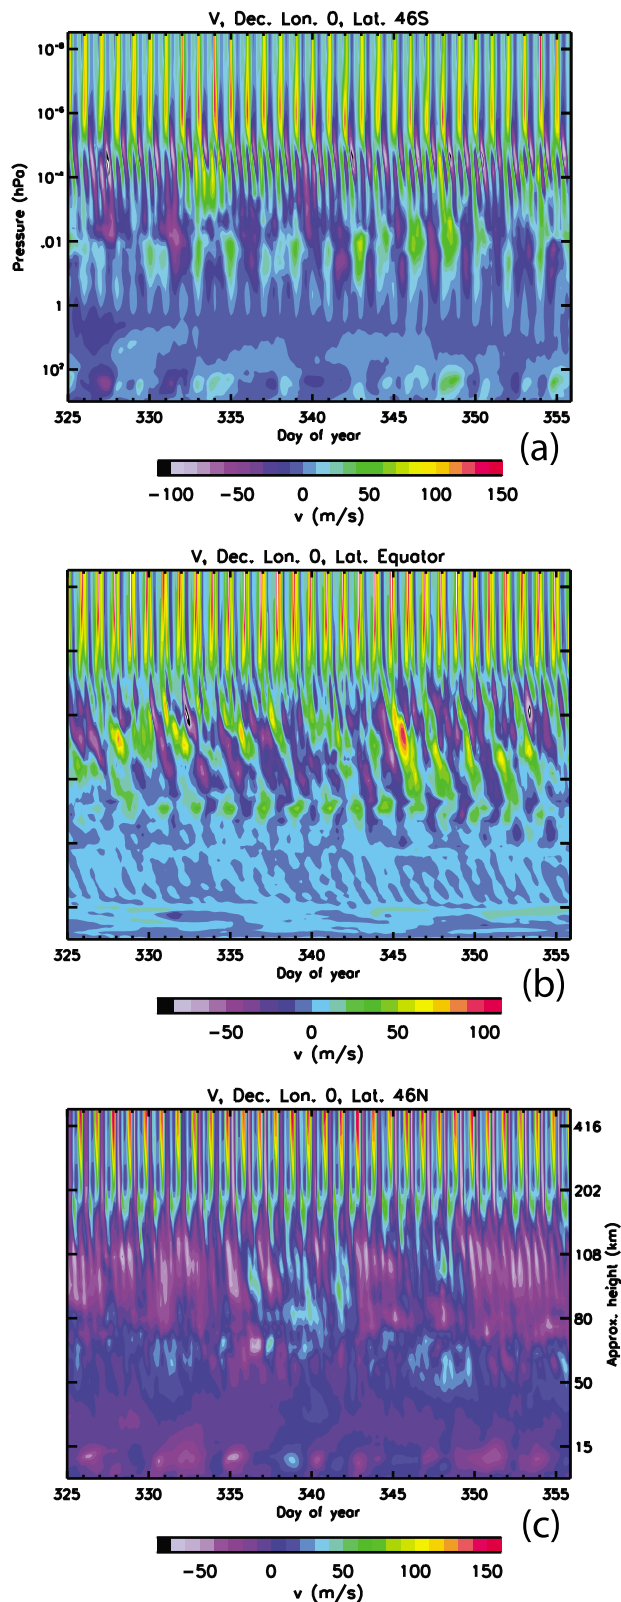 V, Dec. Lon. 0, Lat. 46S
10⁻⁸
10⁻⁶
10⁻⁴
.01
1
10²
Pressure (hPa)
325 330 335 340 345 350 355
Day of year
(a)
−100 −50 0 50 100 150
v (m/s)
V, Dec. Lon. 0, Lat. Equator
325 330 335 340 345 350 355
Day of year
(b)
−50 0 50 100
v (m/s)
V, Dec. Lon. 0, Lat. 46N
416
202
108
80
50
15
Approx. height (km)
325 330 335 340 345 350 355
Day of year
(c)
−50 0 50 100 150
v (m/s)